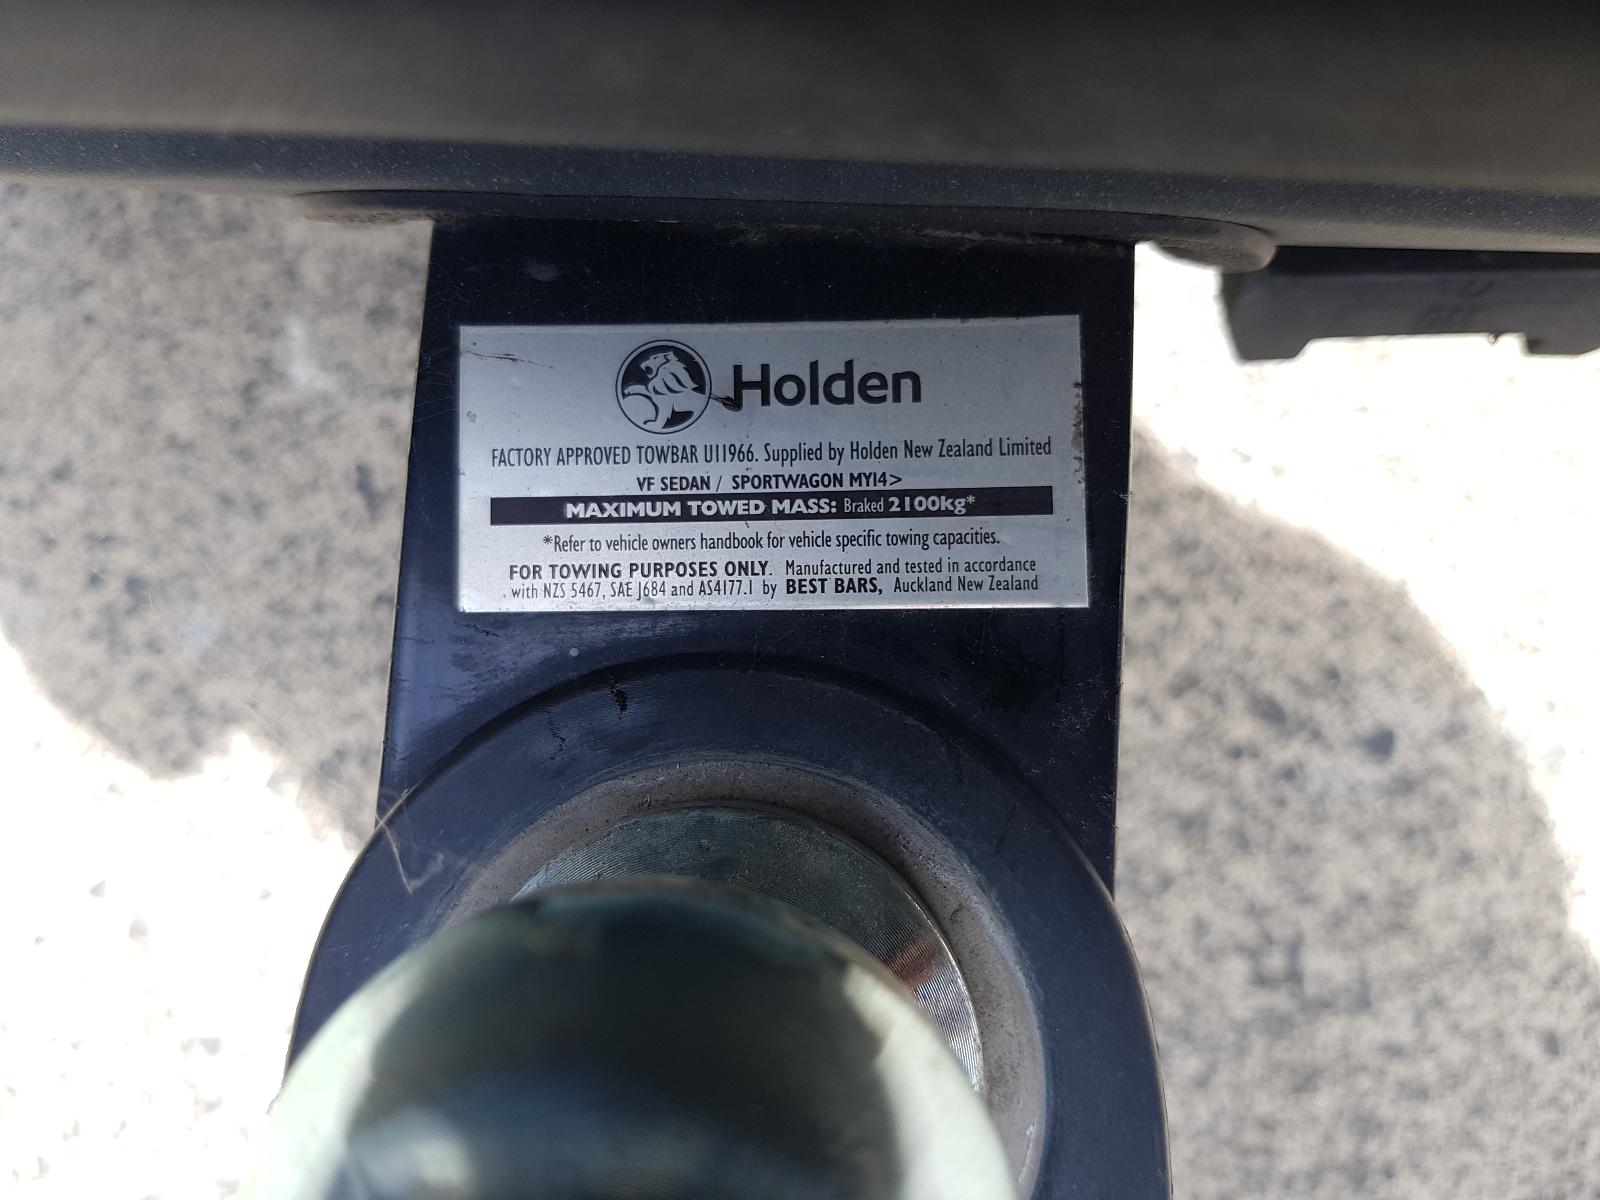 Holden
FACTORY APPROVED TOWBAR U11966. Supplied by Holden New Zealand Limited
VF SEDAN / SPORTWAGON MY14>
MAXIMUM TOWED MASS: Braked 2100kg*
*Refer to vehicle owners handbook for vehicle specific towing capacities.
FOR TOWING PURPOSES ONLY. Manufactured and tested in accordance
with NZS 5467, SAE J684 and AS4177.1 by BEST BARS, Auckland New Zealand